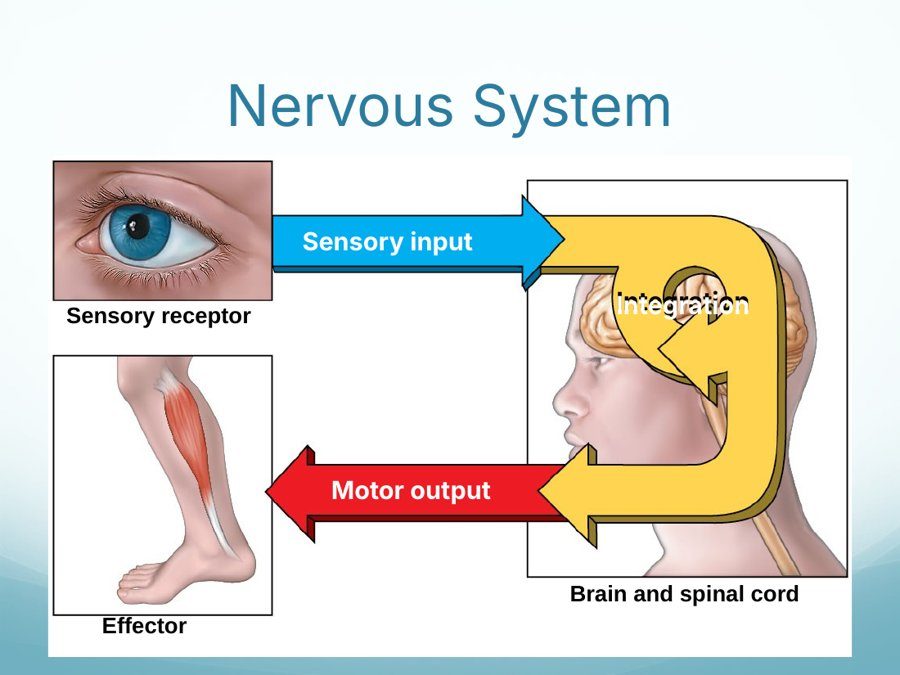 Nervous System
Sensory input
Sensory receptor
Integration
Motor output
Brain and spinal cord
Effector